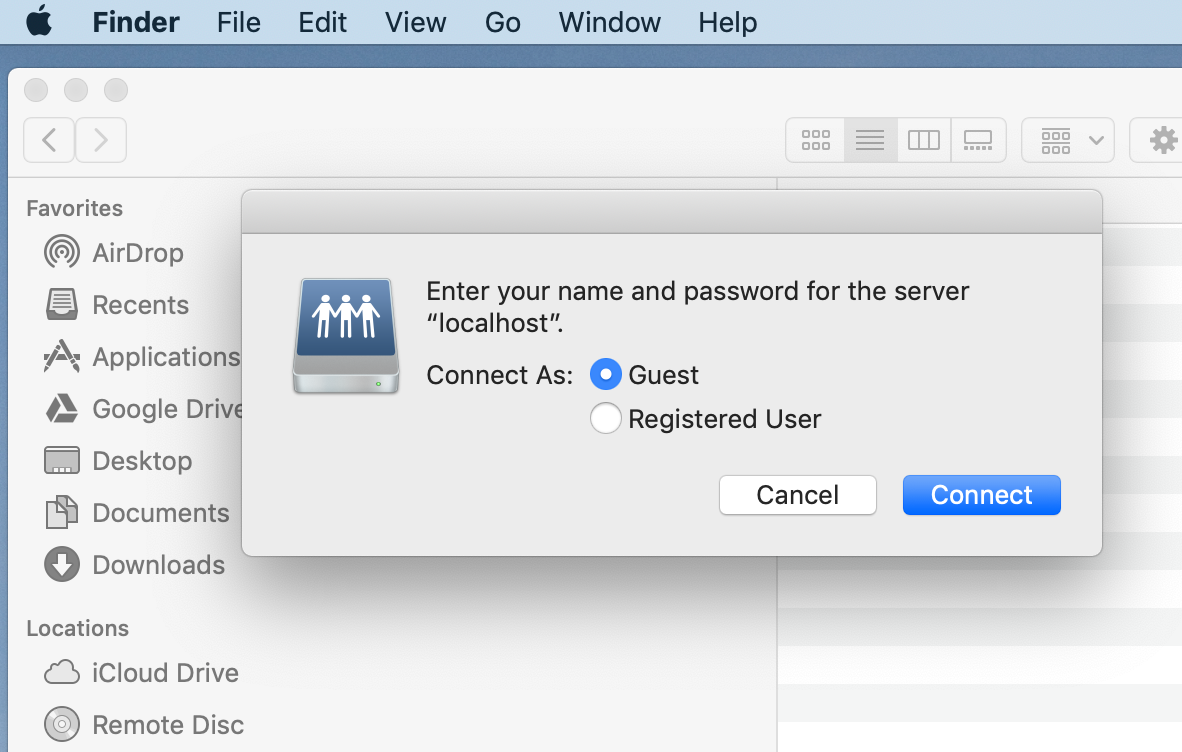 Finder File Edit View Go Window Help
Favorites
AirDrop
Recents
Applications
Google Drive
Desktop
Documents
Downloads
Locations
iCloud Drive
Remote Disc
Enter your name and password for the server
“localhost”.
Connect As: Guest
Registered User
Cancel Connect